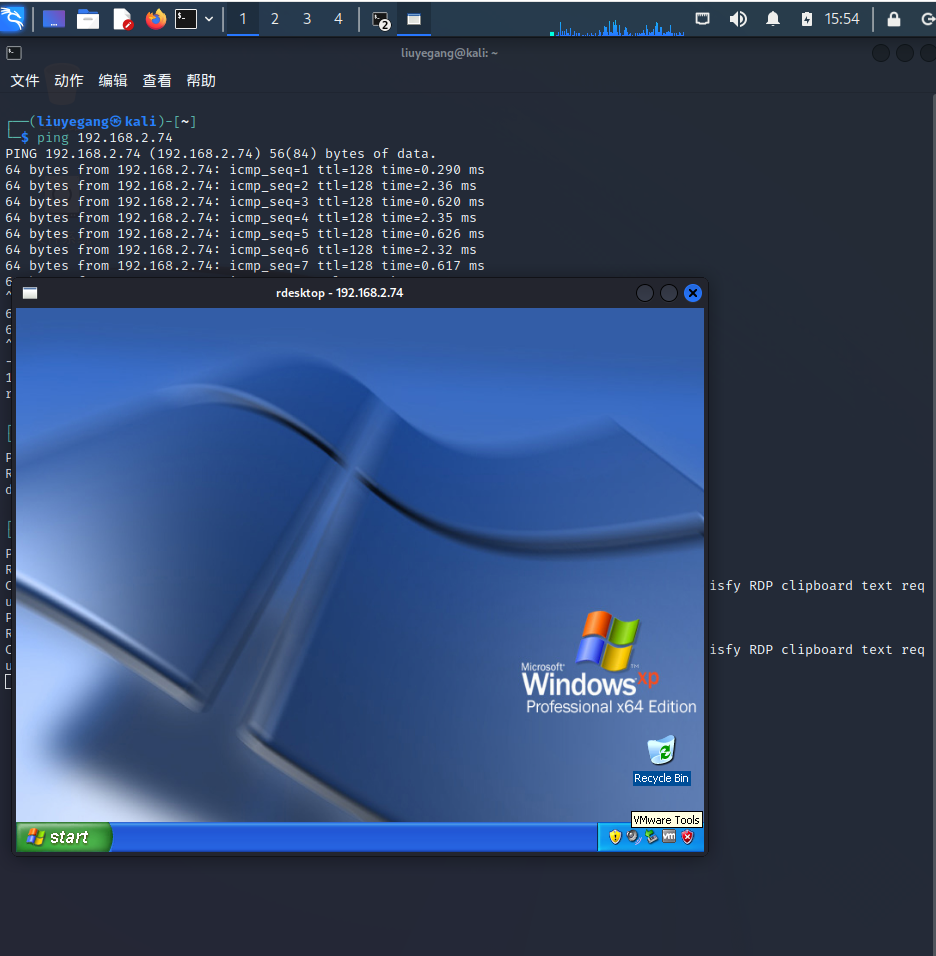 1 2 3 4
2
15:54
liuyegang@kali: ~
文件 动作 编辑 查看 帮助
(liuyegang㉿kali)-[~]
$ ping 192.168.2.74
PING 192.168.2.74 (192.168.2.74) 56(84) bytes of data.
64 bytes from 192.168.2.74: icmp_seq=1 ttl=128 time=0.290 ms
64 bytes from 192.168.2.74: icmp_seq=2 ttl=128 time=2.36 ms
64 bytes from 192.168.2.74: icmp_seq=3 ttl=128 time=0.620 ms
64 bytes from 192.168.2.74: icmp_seq=4 ttl=128 time=2.35 ms
64 bytes from 192.168.2.74: icmp_seq=5 ttl=128 time=0.626 ms
64 bytes from 192.168.2.74: icmp_seq=6 ttl=128 time=2.32 ms
64 bytes from 192.168.2.74: icmp_seq=7 ttl=128 time=0.617 ms
rdesktop - 192.168.2.74
isfy RDP clipboard text req
isfy RDP clipboard text req
Microsoft
Windows xp
Professional x64 Edition
Recycle Bin
VMware Tools
start
vm